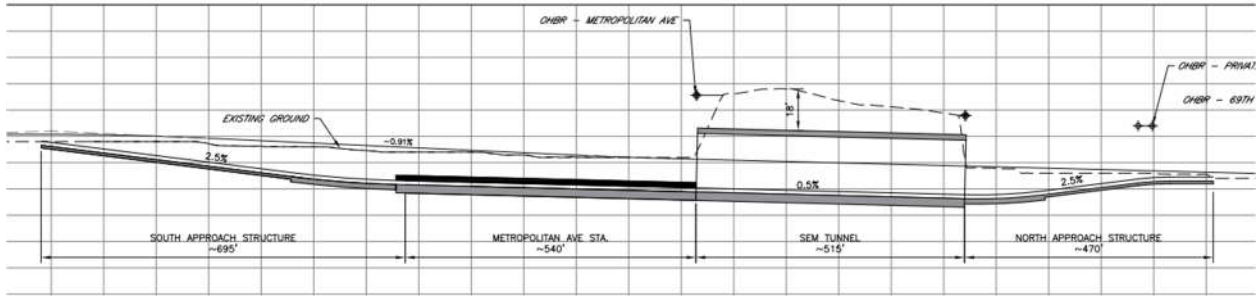 OHBR - METROPOLITAN AVE
OHBR - PRIVAT
OHBR - 69TH
EXISTING GROUND
-0.91%
18'
2.5%
0.5%
2.5%
SOUTH APPROACH STRUCTURE
~695'
METROPOLITAN AVE STA.
~540'
SEM TUNNEL
~515'
NORTH APPROACH STRUCTURE
~470'